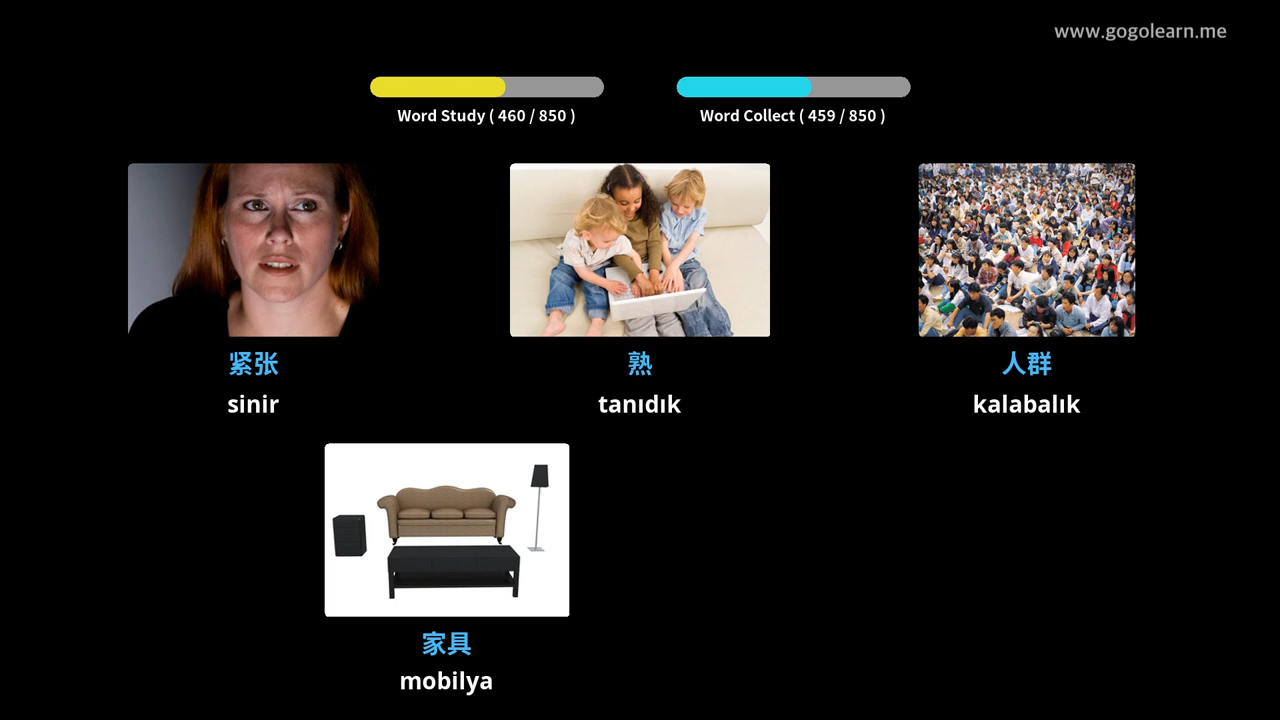 www.gogolearn.me
Word Study ( 460 / 850 )
Word Collect ( 459 / 850 )
紧张
sinir
熟
tanıdık
人群
kalabalık
家具
mobilya